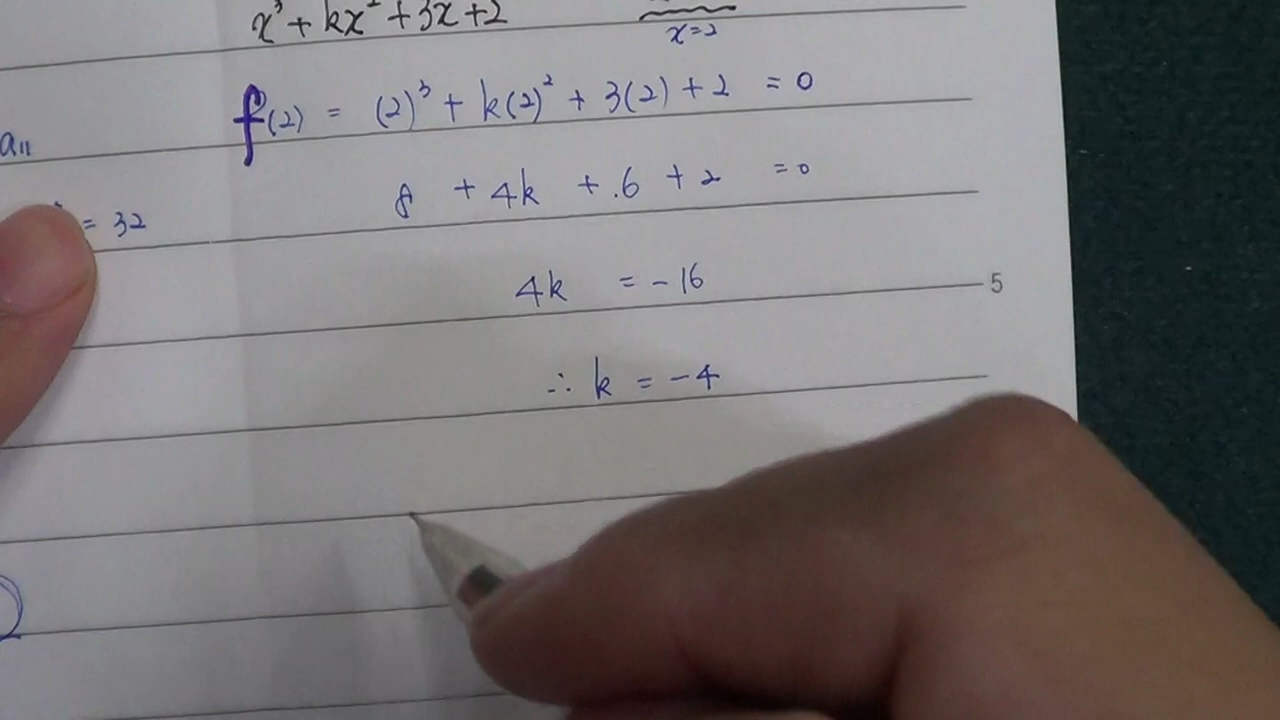 x³ + kx² + 3x + 2
x=2
f(2) = (2)³ + k(2)² + 3(2) + 2 = 0
a11
8 + 4k + .6 + 2 = 0
= 32
4k = -16
5
∴ k = -4